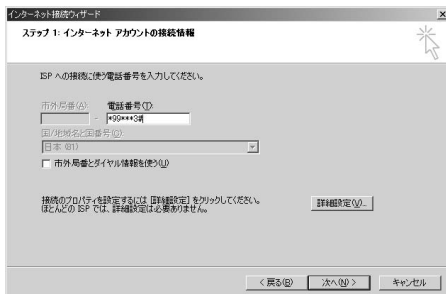 インターネット接続ウィザード
ステップ 1: インターネット アカウントの接続情報
ISP への接続に使う電話番号を入力してください。
市外局番(A): 電話番号(T):
- *99***3#
国/地域名と国番号(C):
日本 (81)
市外局番とダイヤル情報を使う(U)
接続のプロパティを設定するには [詳細設定] をクリックしてください。
ほとんどの ISP では、詳細設定は必要ありません。
詳細設定(V)...
< 戻る(B) 次へ(N) > キャンセル